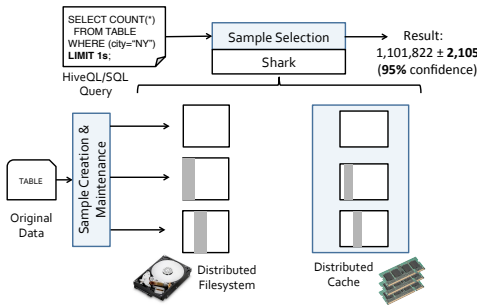 SELECT COUNT(*)
FROM TABLE
WHERE (city="NY")
LIMIT 1s;
HiveQL/SQL
Query
Sample Selection
Shark
Result:
1,101,822 ± 2,105
(95% confidence)
TABLE
Original
Data
Sample Creation &
Maintenance
Distributed
Filesystem
Distributed
Cache